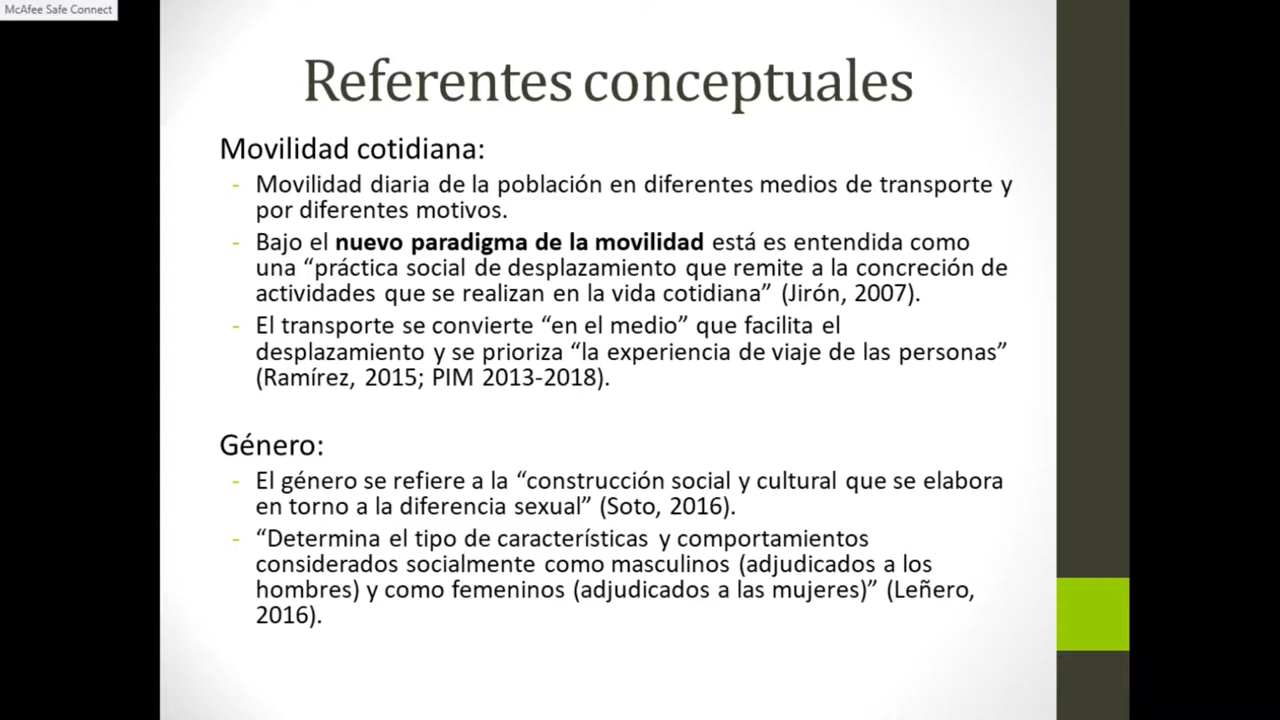 McAfee Safe Connect
Referentes conceptuales
Movilidad cotidiana:
- Movilidad diaria de la población en diferentes medios de transporte y
por diferentes motivos.
- Bajo el nuevo paradigma de la movilidad está es entendida como
una “práctica social de desplazamiento que remite a la concreción de
actividades que se realizan en la vida cotidiana” (Jirón, 2007).
- El transporte se convierte “en el medio” que facilita el
desplazamiento y se prioriza “la experiencia de viaje de las personas”
(Ramírez, 2015; PIM 2013-2018).
Género:
- El género se refiere a la “construcción social y cultural que se elabora
en torno a la diferencia sexual” (Soto, 2016).
- “Determina el tipo de características y comportamientos
considerados socialmente como masculinos (adjudicados a los
hombres) y como femeninos (adjudicados a las mujeres)” (Leñero,
2016).